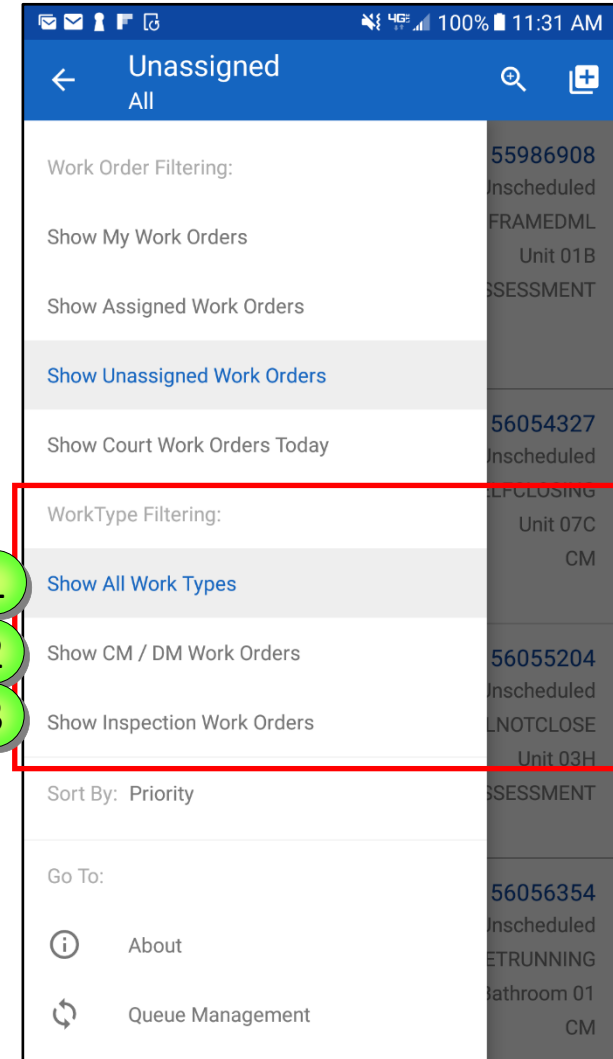 100% 11:31 AM
Unassigned
All
Work Order Filtering:
Show My Work Orders
Show Assigned Work Orders
Show Unassigned Work Orders
Show Court Work Orders Today
WorkType Filtering:
Show All Work Types
Show CM / DM Work Orders
Show Inspection Work Orders
Sort By: Priority
Go To:
About
Queue Management
55986908
Unscheduled
FRAMEDML
Unit 01B
SSESSMENT
56054327
Unscheduled
ELFCLOSING
Unit 07C
CM
56055204
Unscheduled
LNOTCLOSE
Unit 03H
SSESSMENT
56056354
Unscheduled
ETRUNNING
Bathroom 01
CM